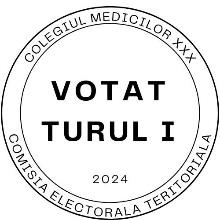 COLEGIUL MEDICILOR XXX
VOTAT
TURUL I
2024
COMISIA ELECTORALA TERITORIALA